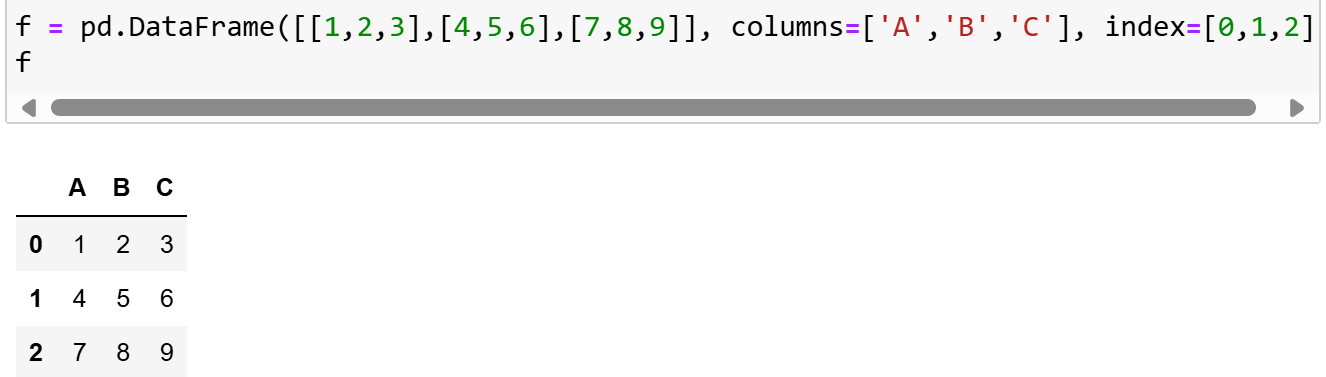 f = pd.DataFrame([[1,2,3],[4,5,6],[7,8,9]], columns=['A','B','C'], index=[0,1,2]
f
A B C
0 1 2 3
1 4 5 6
2 7 8 9